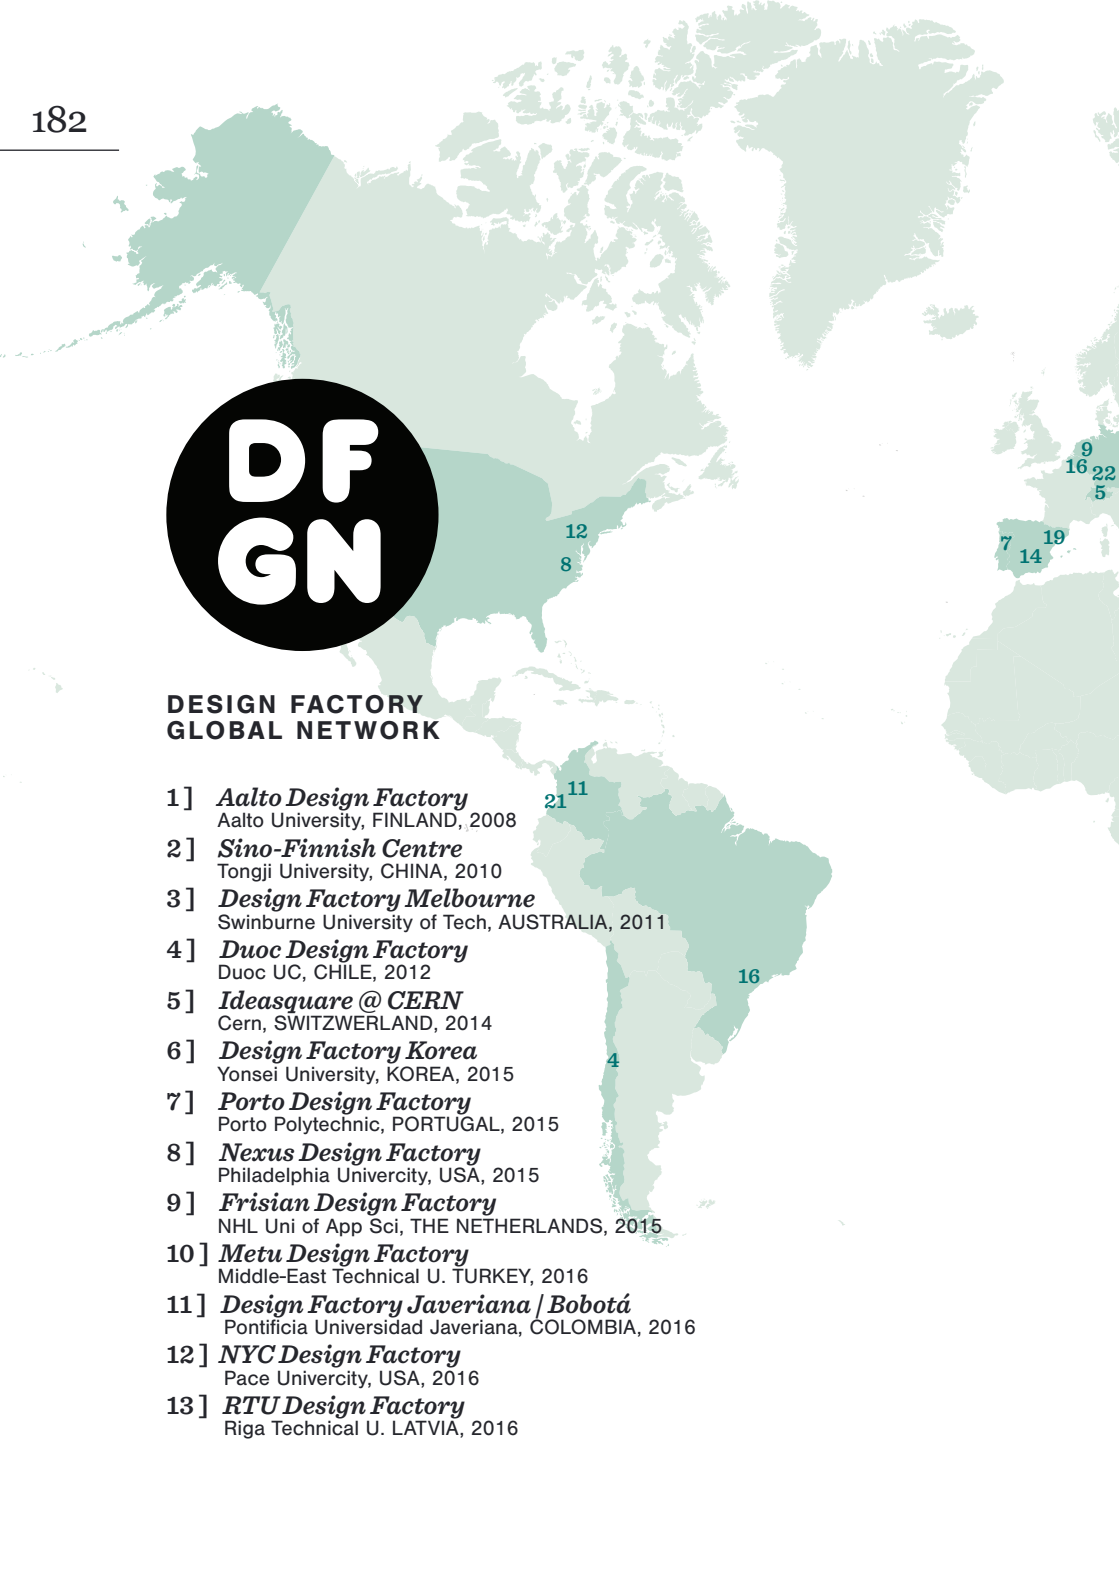 182
DF
GN
9
16
22
5
12
7
19
14
8
DESIGN FACTORY
GLOBAL NETWORK
11
21
1 ] Aalto Design Factory
Aalto University, FINLAND, 2008
2 ] Sino-Finnish Centre
Tongji University, CHINA, 2010
3 ] Design Factory Melbourne
Swinburne University of Tech, AUSTRALIA, 2011
4 ] Duoc Design Factory
Duoc UC, CHILE, 2012
16
5 ] Ideasquare @ CERN
Cern, SWITZWERLAND, 2014
6 ] Design Factory Korea
4
Yonsei University, KOREA, 2015
7 ] Porto Design Factory
Porto Polytechnic, PORTUGAL, 2015
8 ] Nexus Design Factory
Philadelphia Univercity, USA, 2015
9 ] Frisian Design Factory
NHL Uni of App Sci, THE NETHERLANDS, 2015
10 ] Metu Design Factory
Middle-East Technical U. TURKEY, 2016
11 ] Design Factory Javeriana / Bobotá
Pontificia Universidad Javeriana, COLOMBIA, 2016
12 ] NYC Design Factory
Pace Univercity, USA, 2016
13 ] RTU Design Factory
Riga Technical U. LATVIA, 2016